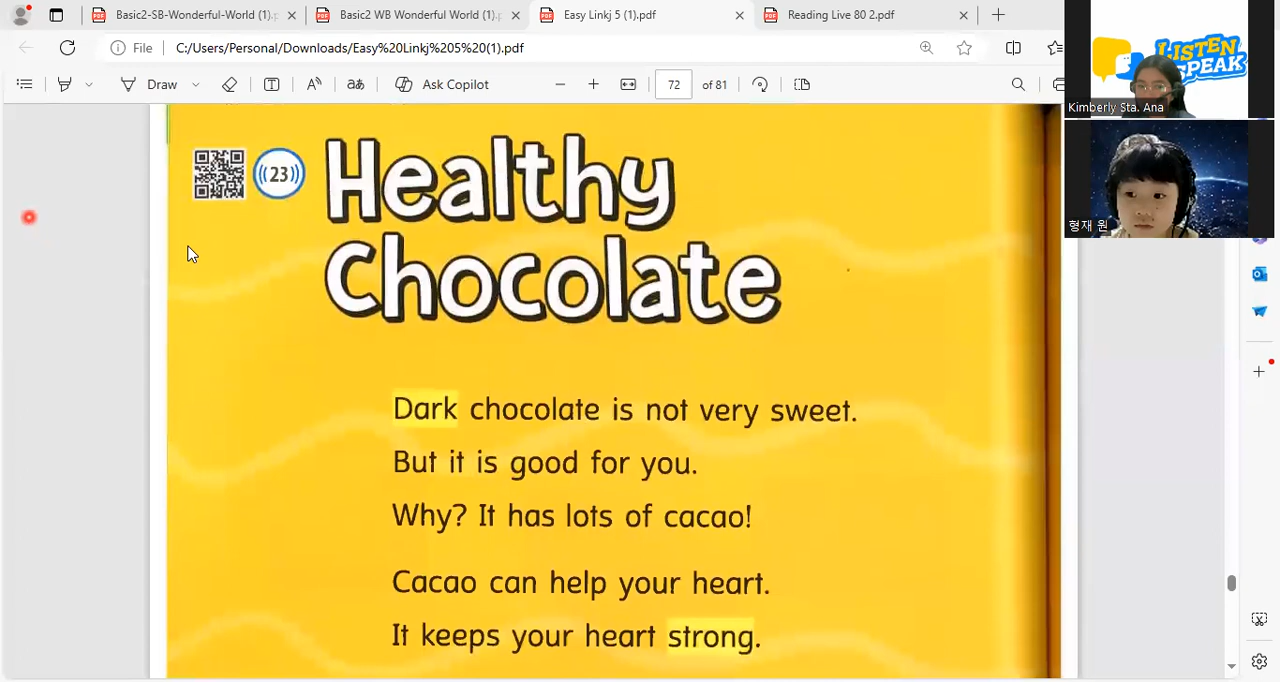 Basic2-SB-Wonderful-World (1).p
Basic2 WB Wonderful World (1).p
Easy Linkj 5 (1).pdf
Reading Live 80 2.pdf
File
C:/Users/Personal/Downloads/Easy%20Linkj%205%20(1).pdf
Draw
Ask Copilot
72
of 81
LISTEN
SPEAK
Kimberly Sta. Ana
형재 원
23
Healthy
Chocolate
Dark chocolate is not very sweet.
But it is good for you.
Why? It has lots of cacao!
Cacao can help your heart.
It keeps your heart strong.